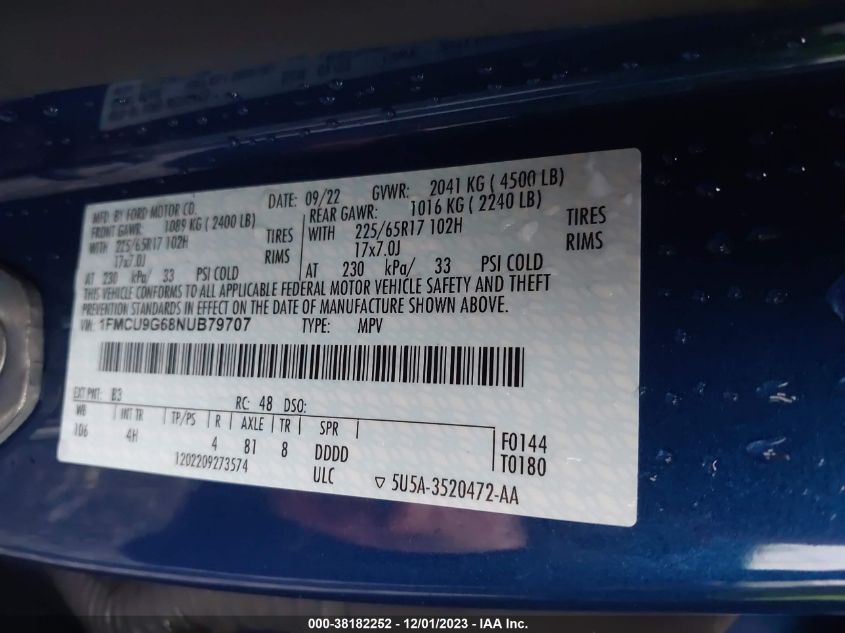 MFD. BY FORD MOTOR CO.
DATE: 09/22 GVWR: 2041 KG ( 4500 LB)
FRONT GAWR: 1089 KG ( 2400 LB)
REAR GAWR: 1016 KG ( 2240 LB)
WITH 225/65R17 102H TIRES
WITH 225/65R17 102H TIRES
17x7.0J RIMS
17x7.0J RIMS
AT 230 kPa/ 33 PSI COLD
AT 230 kPa/ 33 PSI COLD
THIS VEHICLE CONFORMS TO ALL APPLICABLE FEDERAL MOTOR VEHICLE SAFETY AND THEFT
PREVENTION STANDARDS IN EFFECT ON THE DATE OF MANUFACTURE SHOWN ABOVE.
VIN: 1FMCU9G68NUB79707 TYPE: MPV
EXT PNT: B3 RC: 48 DSO:
WB INT TR TP/PS R AXLE TR SPR
106 4H 4 81 8 DDDD
F0144
T0180
1202209273574 ULC
▽ 5U5A-3520472-AA
000-38182252 - 12/01/2023 - IAA Inc.